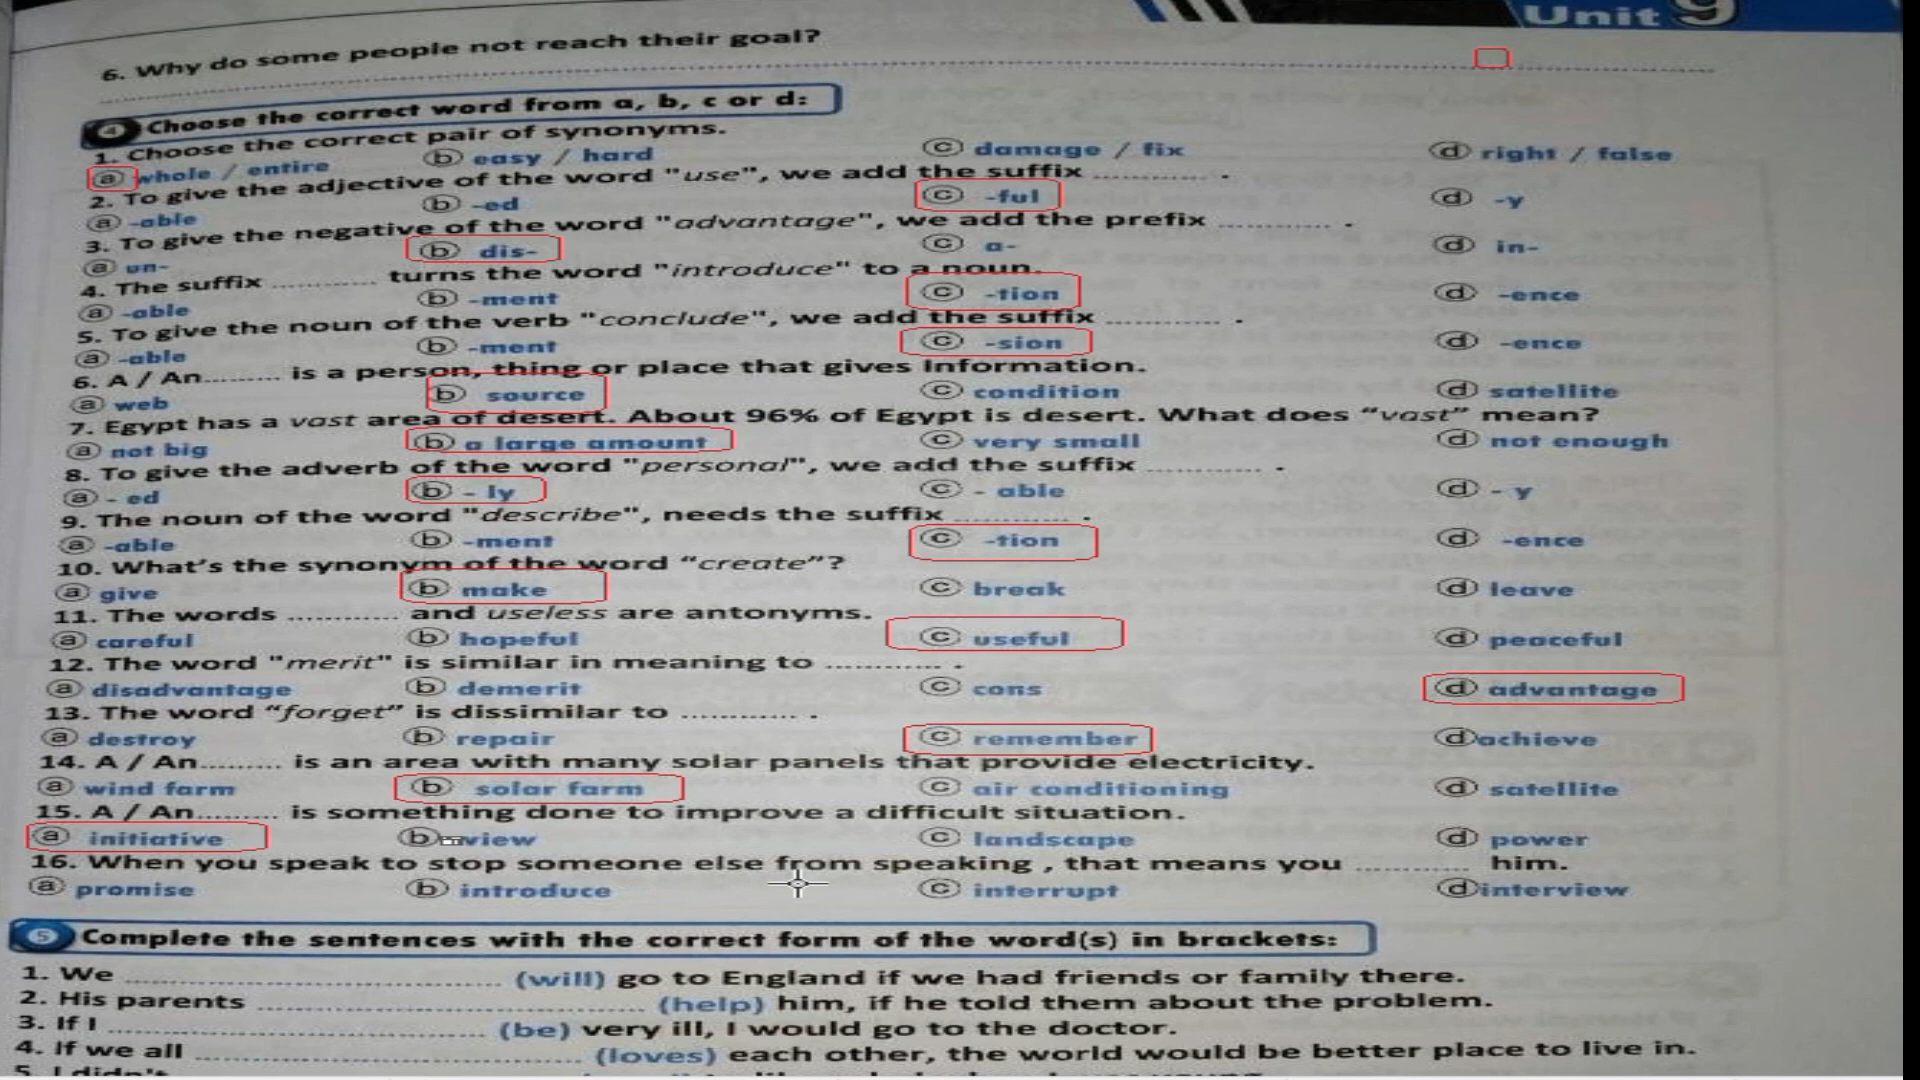 Unit 9
6. Why do some people not reach their goal?
4 Choose the correct word from a, b, c or d:
1. Choose the correct pair of synonyms.
a whole / entire b easy / hard c damage / fix d right / false
2. To give the adjective of the word "use", we add the suffix ............ .
a -able b -ed c -ful d -y
3. To give the negative of the word "advantage", we add the prefix ............ .
a un- b dis- c a- d in-
4. The suffix ............ turns the word "introduce" to a noun.
a -able b -ment c -tion d -ence
5. To give the noun of the verb "conclude", we add the suffix ............ .
a -able b -ment c -sion d -ence
6. A / An......... is a person, thing or place that gives Information.
a web b source c condition d satellite
7. Egypt has a vast area of desert. About 96% of Egypt is desert. What does “vast” mean?
a not big b a large amount c very small d not enough
8. To give the adverb of the word "personal", we add the suffix ............ .
a - ed b - ly c - able d - y
9. The noun of the word "describe", needs the suffix ............ .
a -able b -ment c -tion d -ence
10. What's the synonym of the word “create”?
a give b make c break d leave
11. The words ............ and useless are antonyms.
a careful b hopeful c useful d peaceful
12. The word "merit" is similar in meaning to ............ .
a disadvantage b demerit c cons d advantage
13. The word “forget” is dissimilar to ............ .
a destroy b repair c remember d achieve
14. A / An......... is an area with many solar panels that provide electricity.
a wind farm b solar farm c air conditioning d satellite
15. A / An......... is something done to improve a difficult situation.
a initiative b view c landscape d power
16. When you speak to stop someone else from speaking , that means you ............ him.
a promise b introduce c interrupt d interview
5 Complete the sentences with the correct form of the word(s) in brackets:
1. We ........................................ (will) go to England if we had friends or family there.
2. His parents ........................................ (help) him, if he told them about the problem.
3. If I ........................................ (be) very ill, I would go to the doctor.
4. If we all ........................................ (loves) each other, the world would be better place to live in.
5. I didn't